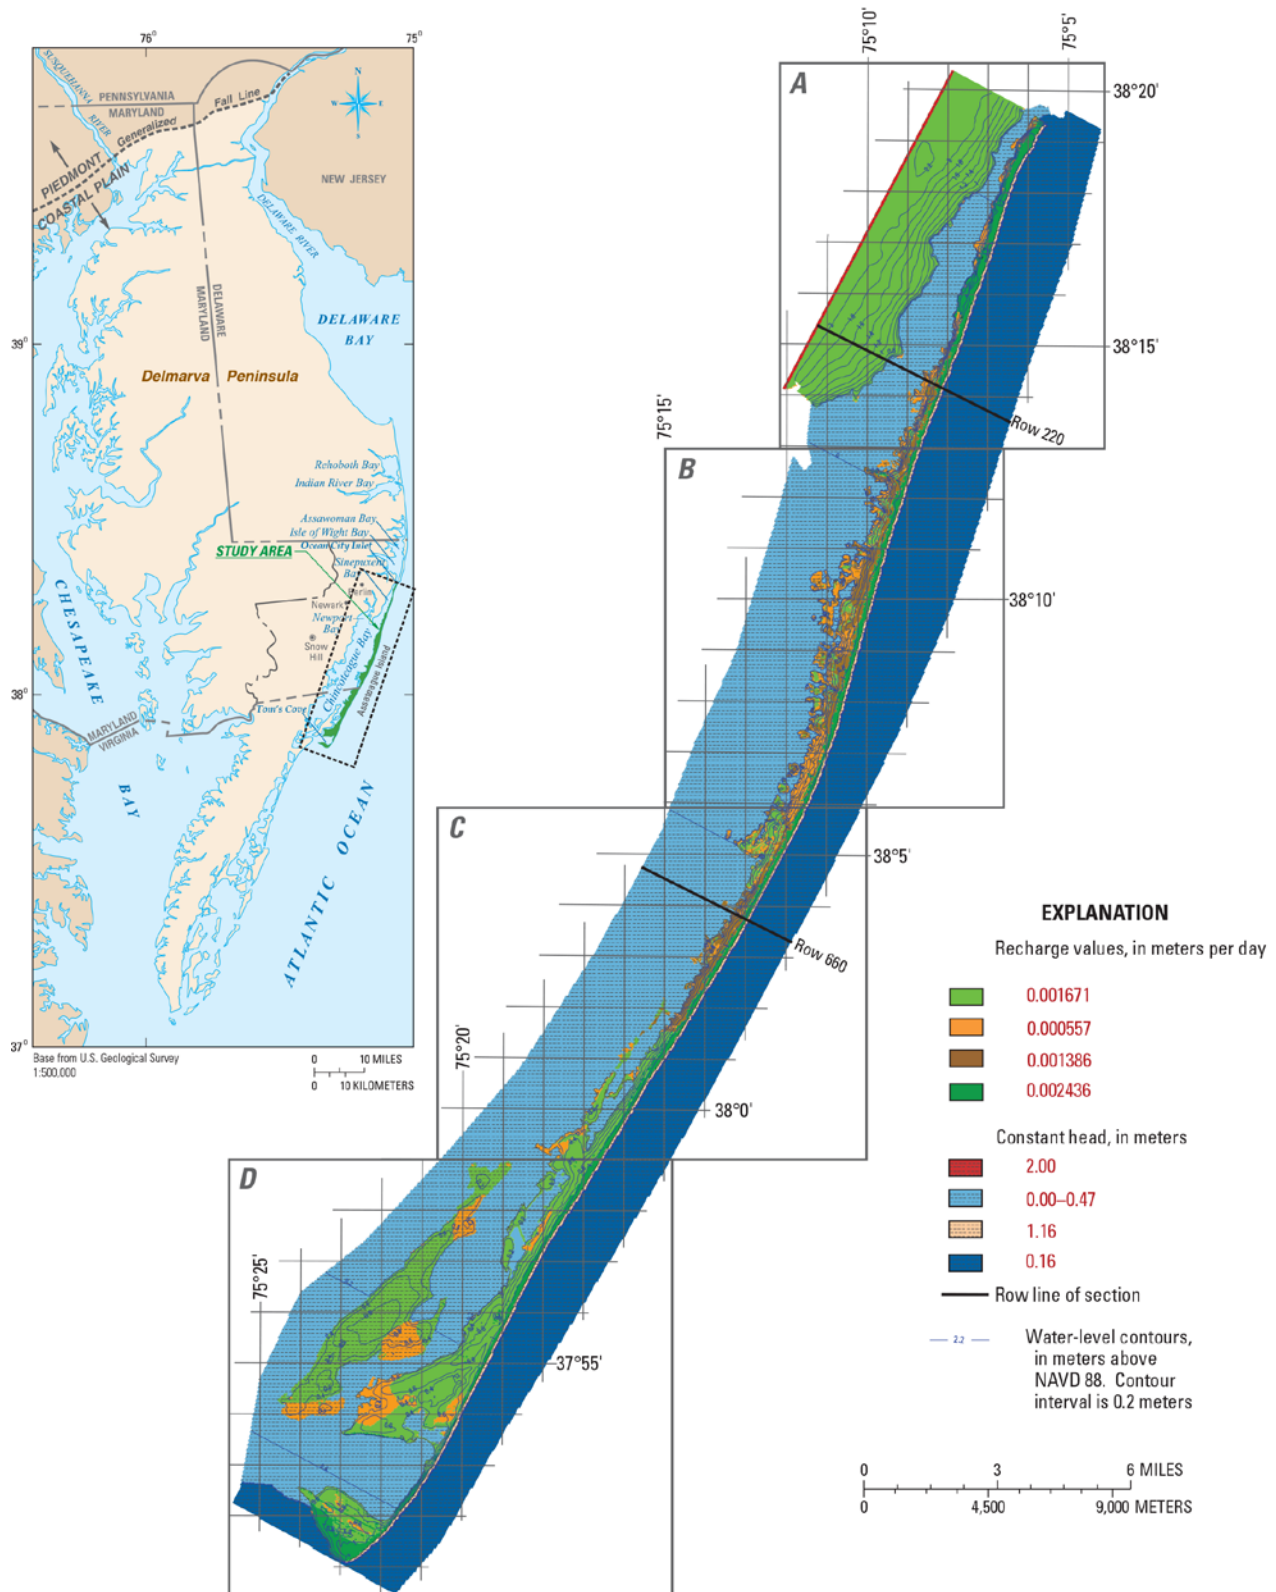 76°
75°
SUSQUEHANNA
RIVER
PENNSYLVANIA
MARYLAND
Fall Line
Generalized
PIEDMONT
COASTAL PLAIN
N
W
E
S
NEW JERSEY
DELAWARE RIVER
DELAWARE
MARYLAND
DELAWARE
BAY
39°
Delmarva Peninsula
Rehoboth Bay
Indian River Bay
Assawoman Bay
Isle of Wight Bay
Ocean City Inlet
STUDY AREA
Sinepuxent
Bay
Berlin
Newark
Newport
Bay
Snow
Hill
Chincoteague Bay
Assateague Island
CHESAPEAKE
BAY
38°
Tom's Cove
MARYLAND
VIRGINIA
ATLANTIC OCEAN
37°
Base from U.S. Geological Survey
1:500,000
0 10 MILES
0 10 KILOMETERS
75°10'
75°5'
A
38°20'
38°15'
Row 220
75°15'
B
38°10'
C
38°5'
Row 660
75°20'
38°0'
D
75°25'
37°55'
EXPLANATION
Recharge values, in meters per day
0.001671
0.000557
0.001386
0.002436
Constant head, in meters
2.00
0.00–0.47
1.16
0.16
Row line of section
2.2
Water-level contours,
in meters above
NAVD 88. Contour
interval is 0.2 meters
0 3 6 MILES
0 4,500 9,000 METERS